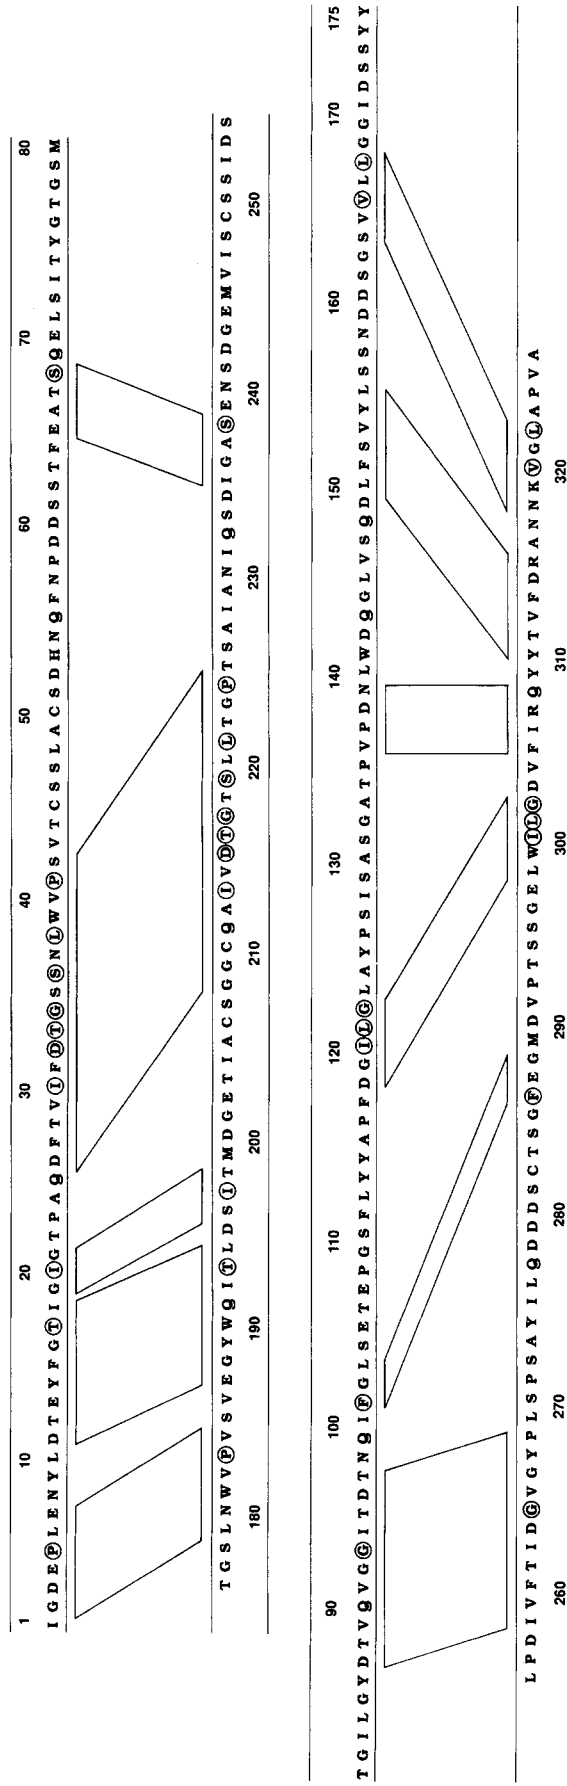 1 10 20 30 40 50 60 70 80
I G D E P L E N Y L D T E Y F G T I G I G T P A Q D F T V I F D T G S S N L W V P S V T C S S L A C S D H N Q F N P D D S S T F E A T S Q E L S I T Y G T G S M
T G S L N W V P V S V E G Y W Q I T L D S I T M D G E T I A C S G G C Q A I V D T G T S L L T G P T S A I A N I Q S D I G A S E N S D G E M V I S C S S I D S
180 190 200 210 220 230 240 250
90 100 110 120 130 140 150 160 170 175
T G I L G Y D T V Q V G G I T D T N Q I F G L S E T E P G S F L Y Y A P F D G I L G L A Y P S I S A S G A T P V P D N L W D Q G L V S Q D L F S V Y L S S N D D S G S V V L L G G I D S S Y Y
L P D I V F T I D G V G Y P L S P S A Y I L Q D D D S C T S G F E G M D V P T S S G E L W I L G D V F I R Q Y Y T V F D R A N N K V G L A P V A
260 270 280 290 300 310 320